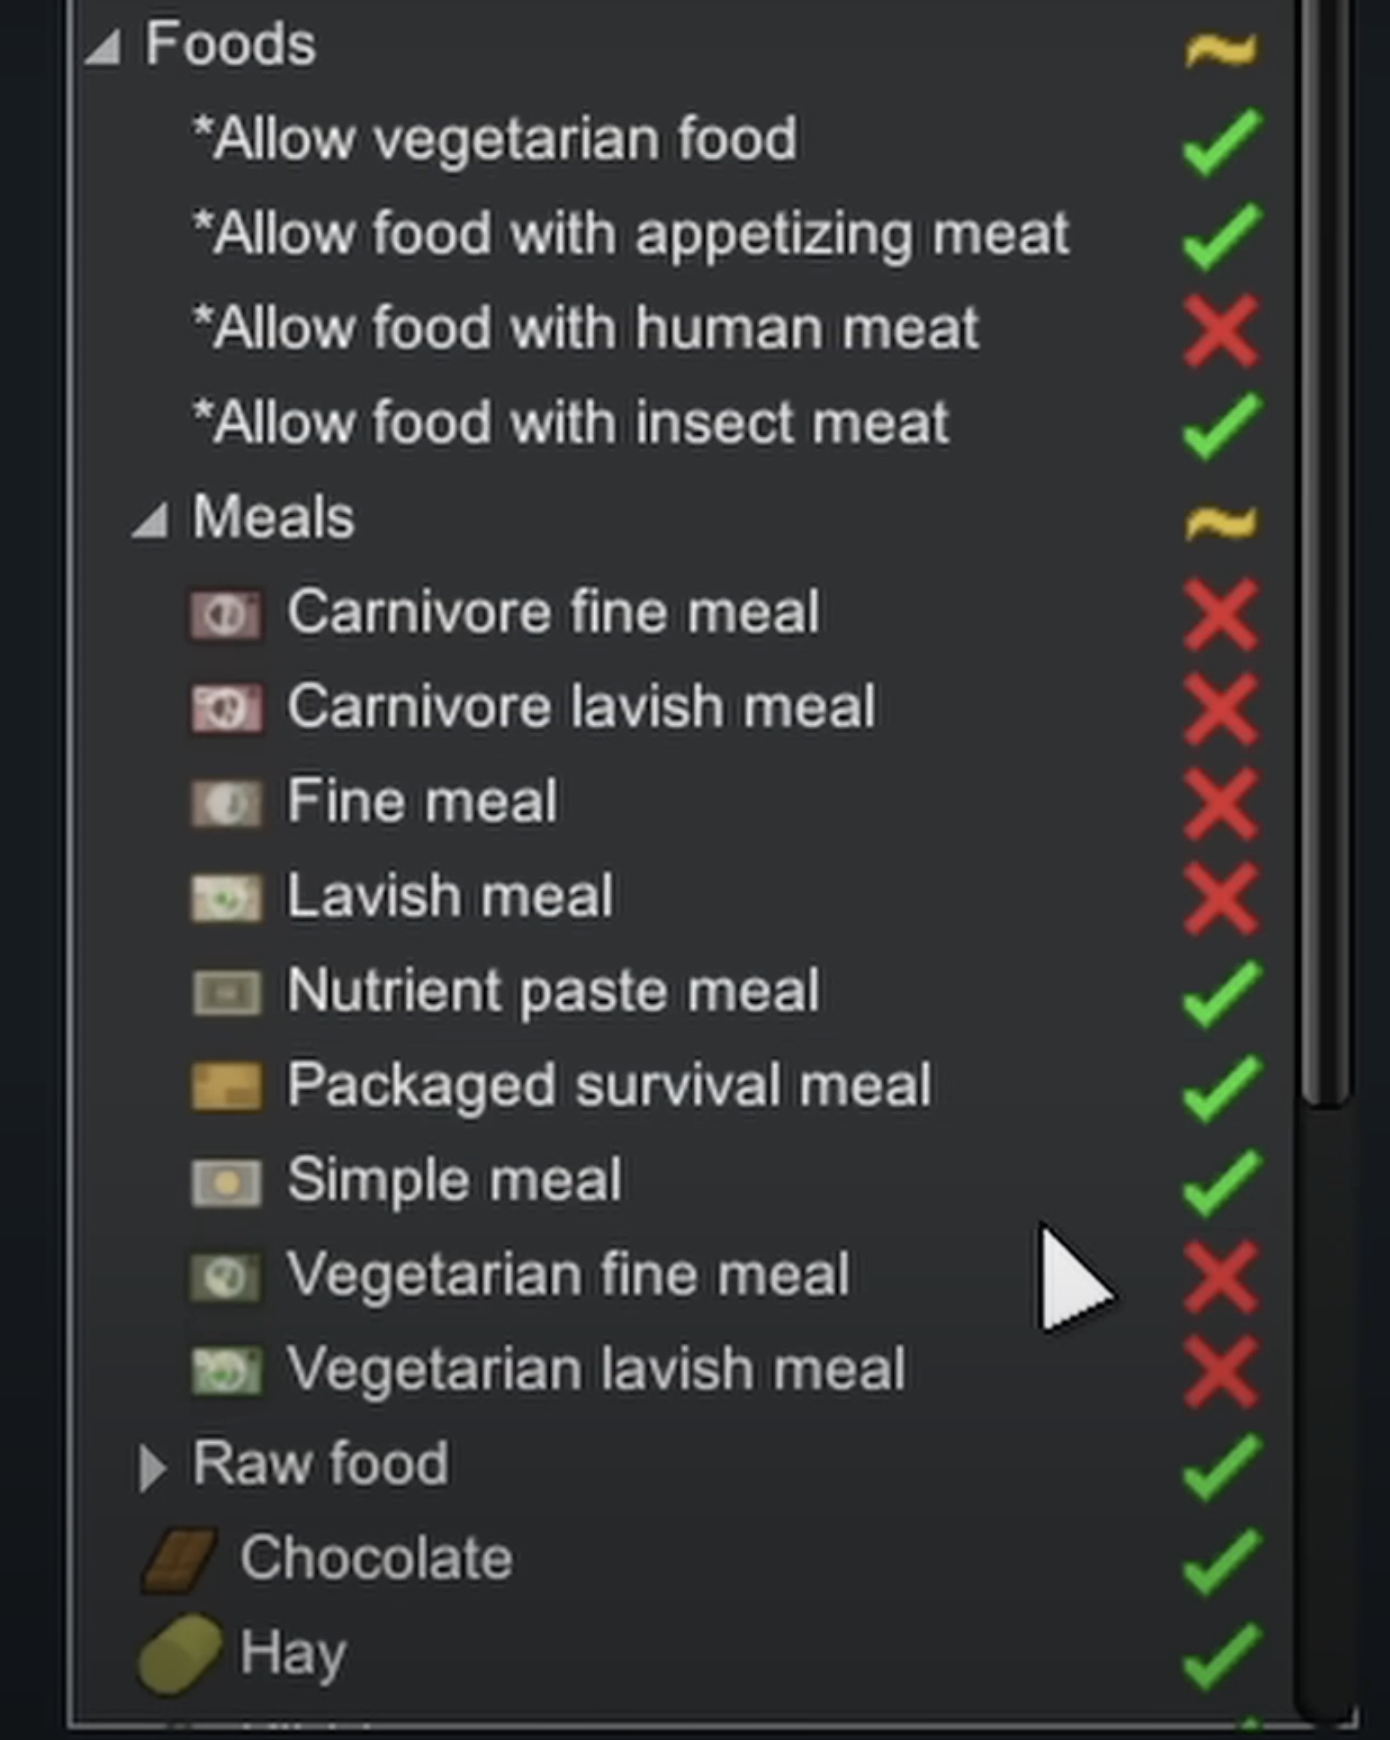 Foods
*Allow vegetarian food
*Allow food with appetizing meat
*Allow food with human meat
*Allow food with insect meat
Meals
Carnivore fine meal
Carnivore lavish meal
Fine meal
Lavish meal
Nutrient paste meal
Packaged survival meal
Simple meal
Vegetarian fine meal
Vegetarian lavish meal
Raw food
Chocolate
Hay